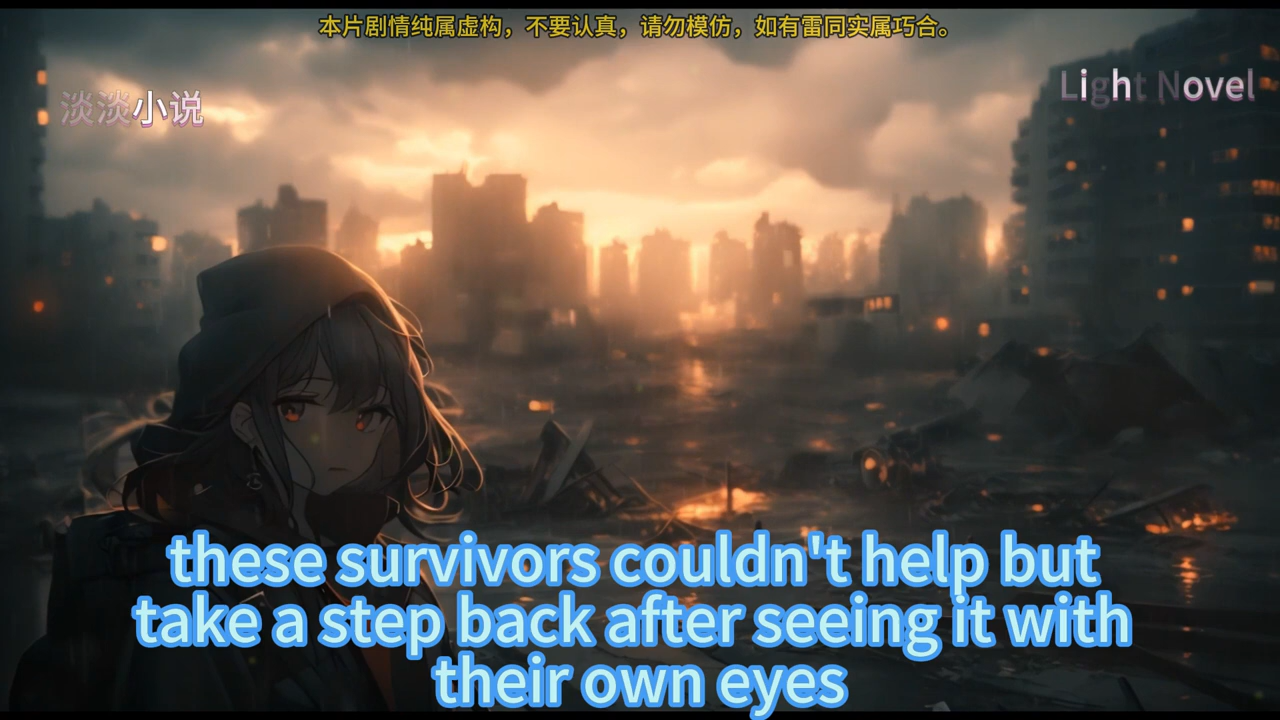 本片剧情纯属虚构，不要认真，请勿模仿，如有雷同实属巧合。
淡淡小说
Light Novel
these survivors couldn't help but
take a step back after seeing it with
their own eyes